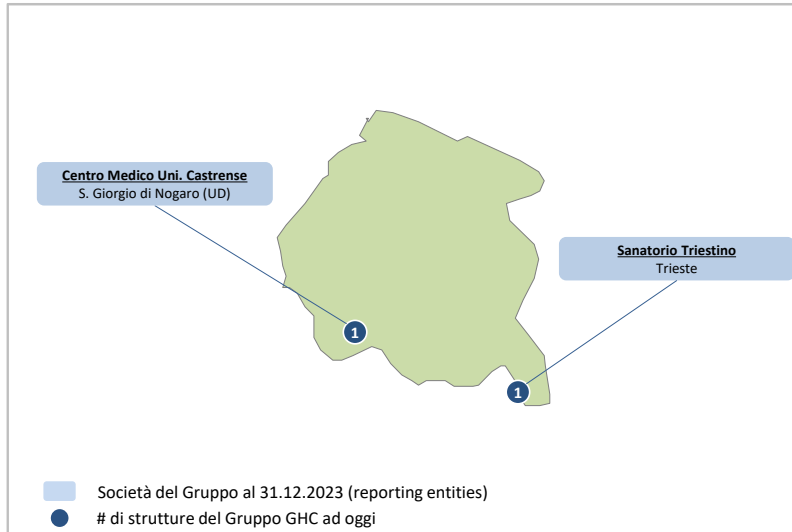 Centro Medico Uni. Castrense
S. Giorgio di Nogaro (UD)
Sanatorio Triestino
Trieste
1
1
Società del Gruppo al 31.12.2023 (reporting entities)
# di strutture del Gruppo GHC ad oggi